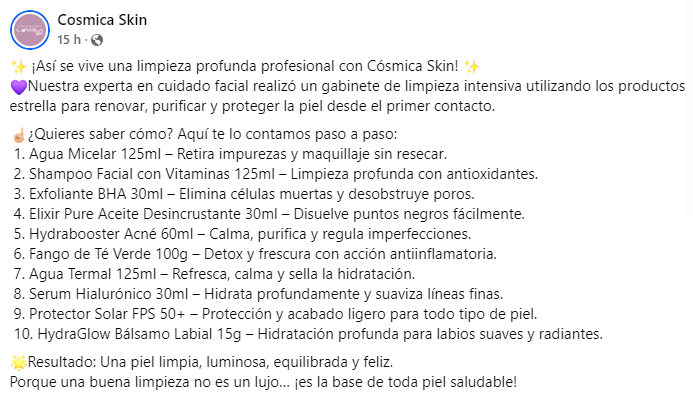 Cosmica Skin
15 h ·
✨ ¡Así se vive una limpieza profunda profesional con Cósmica Skin! ✨
💜Nuestra experta en cuidado facial realizó un gabinete de limpieza intensiva utilizando los productos
estrella para renovar, purificar y proteger la piel desde el primer contacto.
☝🏼¿Quieres saber cómo? Aquí te lo contamos paso a paso:
1. Agua Micelar 125ml – Retira impurezas y maquillaje sin resecar.
2. Shampoo Facial con Vitaminas 125ml – Limpieza profunda con antioxidantes.
3. Exfoliante BHA 30ml – Elimina células muertas y desobstruye poros.
4. Elixir Pure Aceite Desincrustante 30ml – Disuelve puntos negros fácilmente.
5. Hydrabooster Acné 60ml – Calma, purifica y regula imperfecciones.
6. Fango de Té Verde 100g – Detox y frescura con acción antiinflamatoria.
7. Agua Termal 125ml – Refresca, calma y sella la hidratación.
8. Serum Hialurónico 30ml – Hidrata profundamente y suaviza líneas finas.
9. Protector Solar FPS 50+ – Protección y acabado ligero para todo tipo de piel.
10. HydraGlow Bálsamo Labial 15g – Hidratación profunda para labios suaves y radiantes.
🌟Resultado: Una piel limpia, luminosa, equilibrada y feliz.
Porque una buena limpieza no es un lujo… ¡es la base de toda piel saludable!